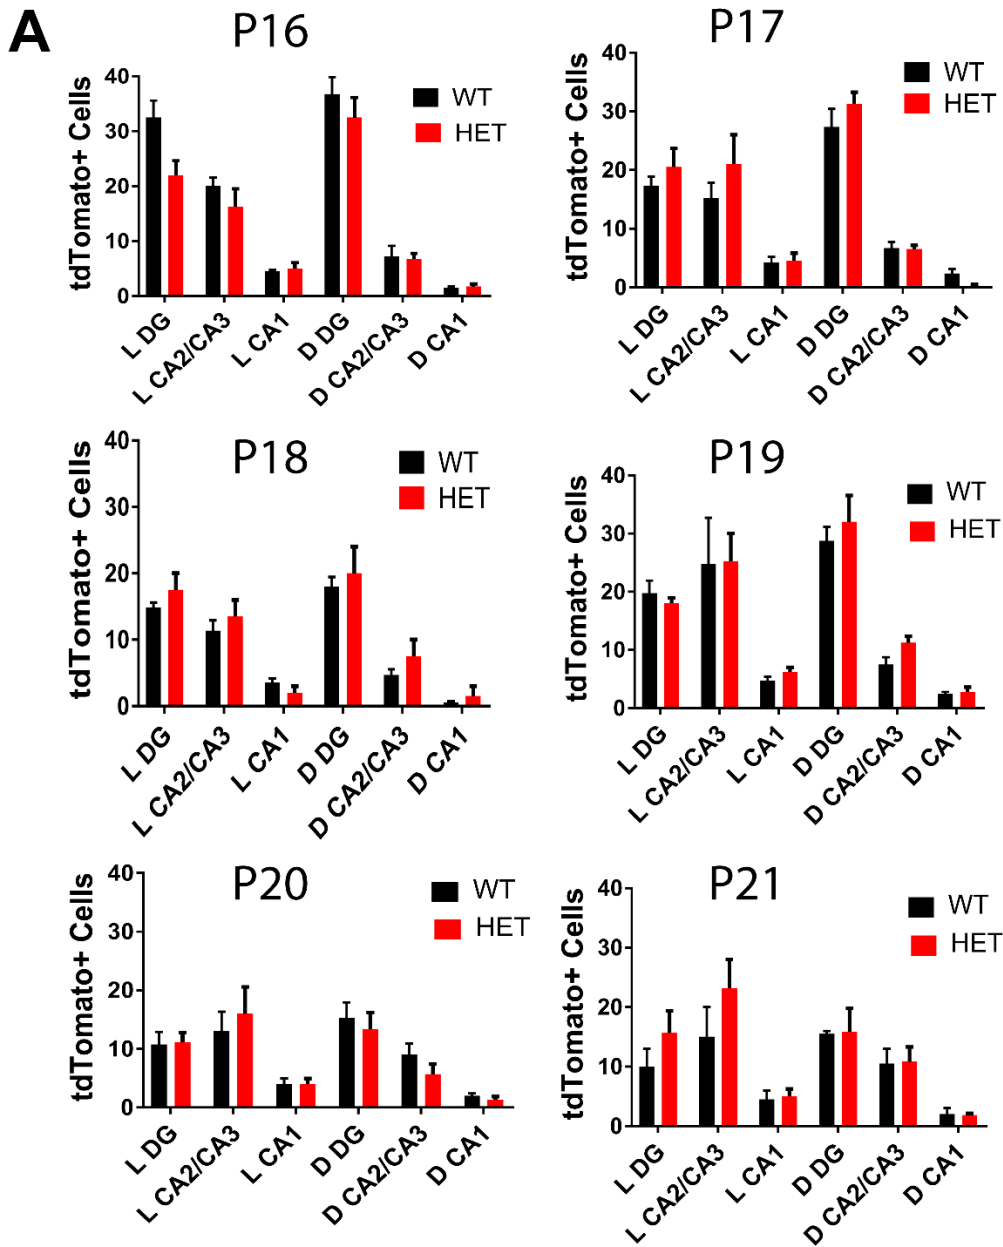 A
P16
tdTomato+ Cells
40
30
20
10
0
WT
HET
L DG
L CA2/CA3
L CA1
D DG
D CA2/CA3
D CA1
P17
tdTomato+ Cells
40
30
20
10
0
WT
HET
L DG
L CA2/CA3
L CA1
D DG
D CA2/CA3
D CA1
P18
tdTomato+ Cells
40
30
20
10
0
WT
HET
L DG
L CA2/CA3
L CA1
D DG
D CA2/CA3
D CA1
P19
tdTomato+ Cells
40
30
20
10
0
WT
HET
L DG
L CA2/CA3
L CA1
D DG
D CA2/CA3
D CA1
P20
tdTomato+ Cells
40
30
20
10
0
WT
HET
L DG
L CA2/CA3
L CA1
D DG
D CA2/CA3
D CA1
P21
tdTomato+ Cells
40
30
20
10
0
WT
HET
L DG
L CA2/CA3
L CA1
D DG
D CA2/CA3
D CA1